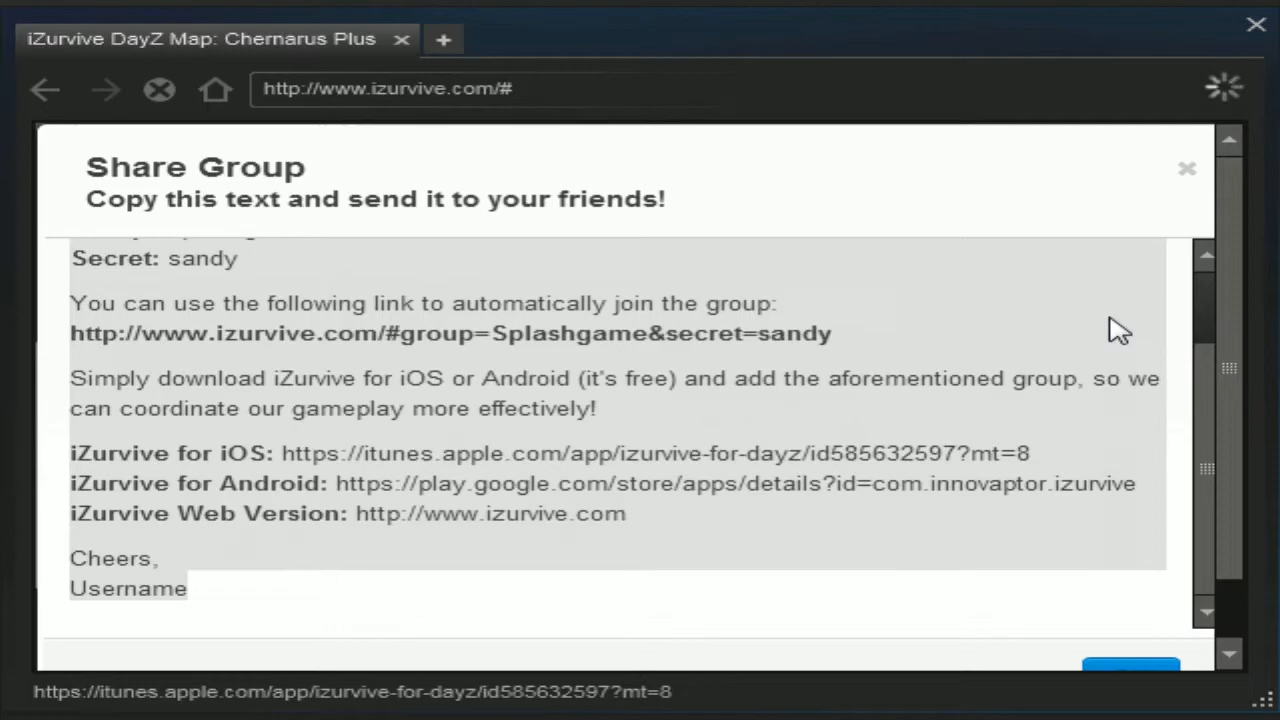 iZurvive DayZ Map: Chernarus Plus
http://www.izurvive.com/#
Share Group
Copy this text and send it to your friends!
Secret: sandy
You can use the following link to automatically join the group:
http://www.izurvive.com/#group=Splashgame&secret=sandy
Simply download iZurvive for iOS or Android (it's free) and add the aforementioned group, so we
can coordinate our gameplay more effectively!
iZurvive for iOS: https://itunes.apple.com/app/izurvive-for-dayz/id585632597?mt=8
iZurvive for Android: https://play.google.com/store/apps/details?id=com.innovaptor.izurvive
iZurvive Web Version: http://www.izurvive.com
Cheers,
Username
https://itunes.apple.com/app/izurvive-for-dayz/id585632597?mt=8